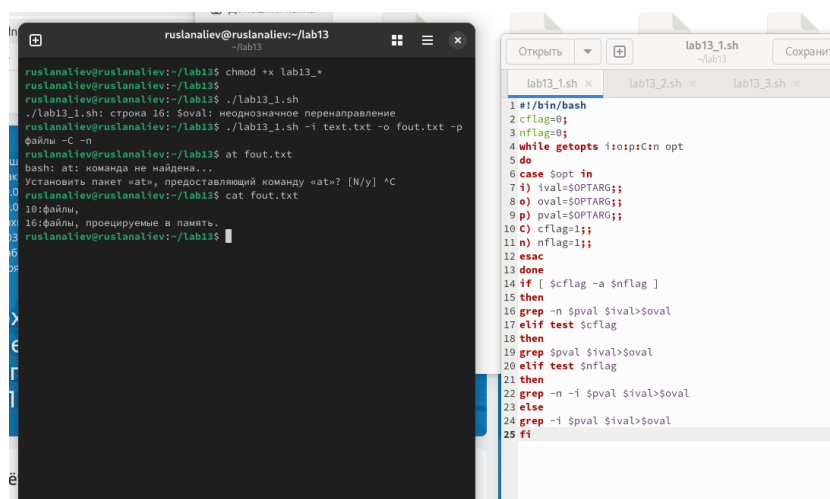 ruslanaliev@ruslanaliev:~/lab13
~/lab13
ruslanaliev@ruslanaliev:~/lab13$ chmod +x lab13_*
ruslanaliev@ruslanaliev:~/lab13$
ruslanaliev@ruslanaliev:~/lab13$ ./lab13_1.sh
./lab13_1.sh: строка 16: $oval: неоднозначное перенаправление
ruslanaliev@ruslanaliev:~/lab13$ ./lab13_1.sh -i text.txt -o fout.txt -p
файлы -C -n
ruslanaliev@ruslanaliev:~/lab13$ at fout.txt
bash: at: команда не найдена...
Установить пакет «at», предоставляющий команду «at»? [N/y] ^C
ruslanaliev@ruslanaliev:~/lab13$ cat fout.txt
10:файлы,
16:файлы, проецируемые в память.
ruslanaliev@ruslanaliev:~/lab13$
Открыть
lab13_1.sh
~/lab13
Сохранит
lab13_1.sh ×
lab13_2.sh ×
lab13_3.sh ×
1 #!/bin/bash
2 cflag=0;
3 nflag=0;
4 while getopts i:o:p:C:n opt
5 do
6 case $opt in
7 i) ival=$OPTARG;;
8 o) oval=$OPTARG;;
9 p) pval=$OPTARG;;
10 C) cflag=1;;
11 n) nflag=1;;
12 esac
13 done
14 if [ $cflag -a $nflag ]
15 then
16 grep -n $pval $ival>$oval
17 elif test $cflag
18 then
19 grep $pval $ival>$oval
20 elif test $nflag
21 then
22 grep -n -i $pval $ival>$oval
23 else
24 grep -i $pval $ival>$oval
25 fi